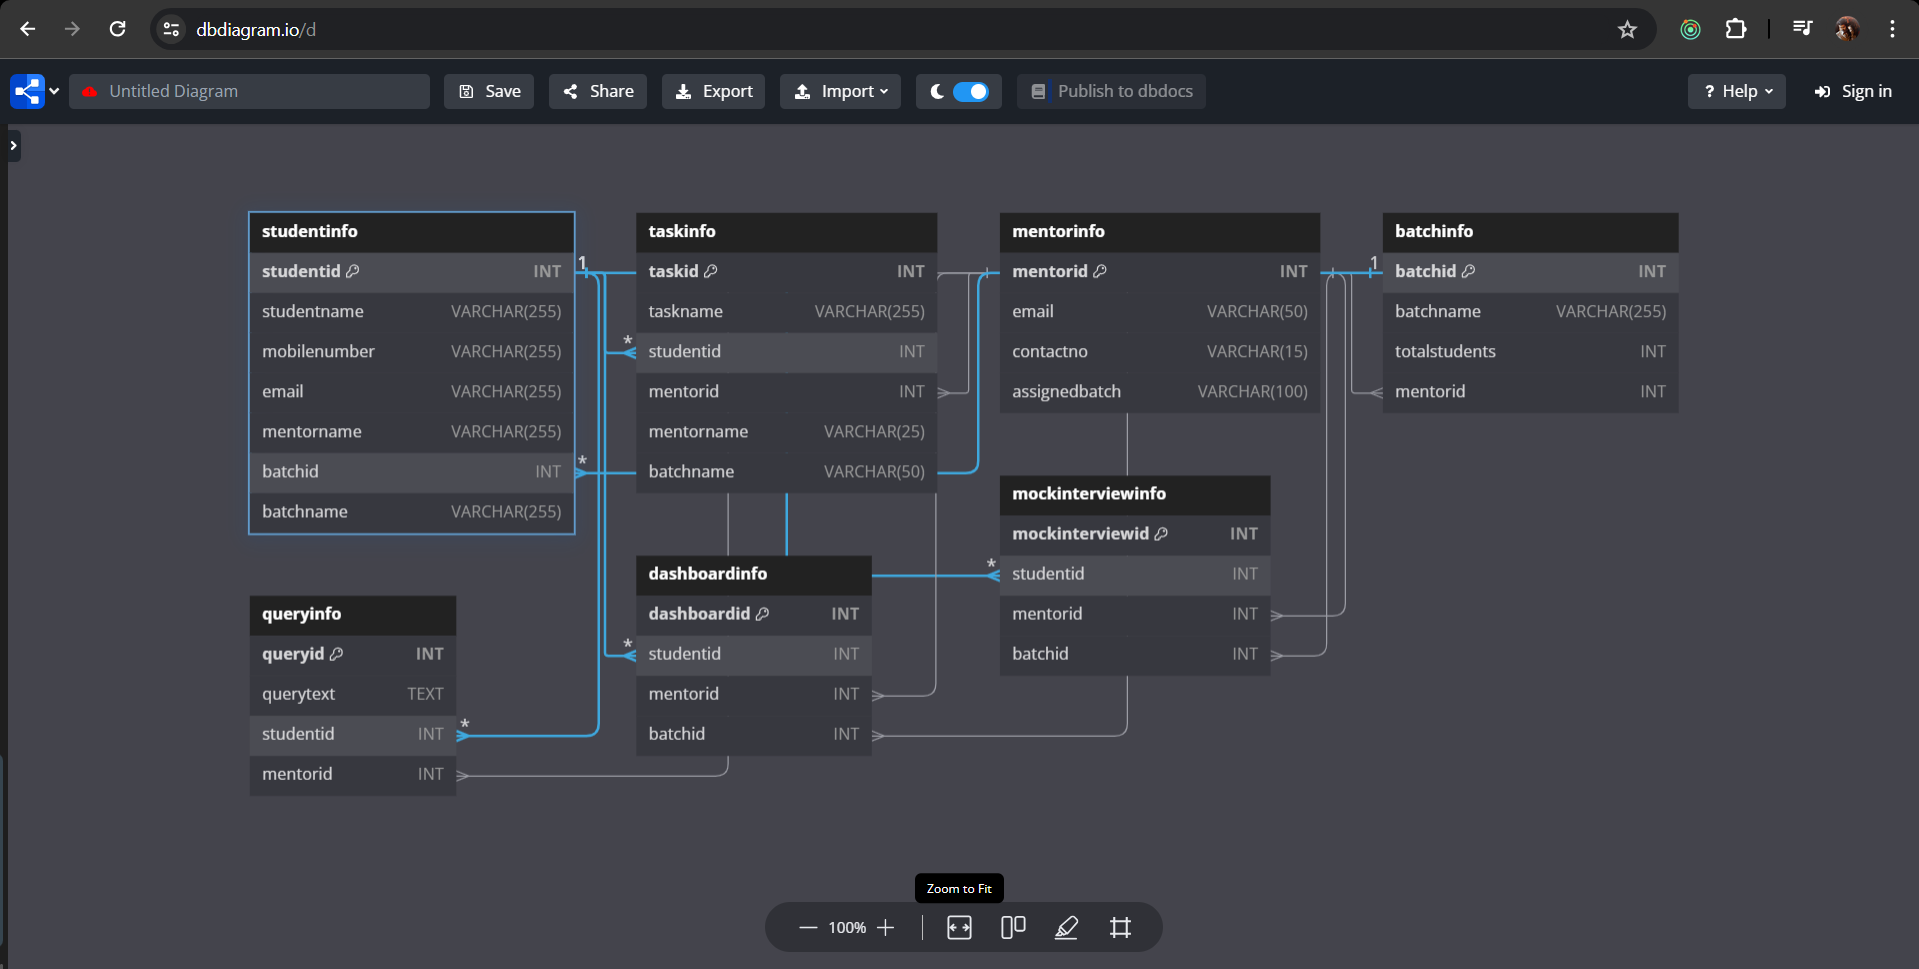 dbdiagram.io/d
Untitled Diagram
Save
Share
Export
Import
Publish to dbdocs
? Help
Sign in
studentinfo
studentid INT 1
studentname VARCHAR(255)
mobilenumber VARCHAR(255)
email VARCHAR(255)
mentorname VARCHAR(255)
batchid INT *
batchname VARCHAR(255)
taskinfo
taskid INT
taskname VARCHAR(255)
* studentid INT
mentorid INT
mentorname VARCHAR(25)
batchname VARCHAR(50)
mentorinfo
mentorid INT
email VARCHAR(50)
contactno VARCHAR(15)
assignedbatch VARCHAR(100)
batchinfo
1 batchid INT
batchname VARCHAR(255)
totalstudents INT
mentorid INT
mockinterviewinfo
mockinterviewid INT
* studentid INT
mentorid INT
batchid INT
dashboardinfo
dashboardid INT
* studentid INT
mentorid INT
batchid INT
queryinfo
queryid INT
querytext TEXT
studentid INT *
mentorid INT
Zoom to Fit
100%